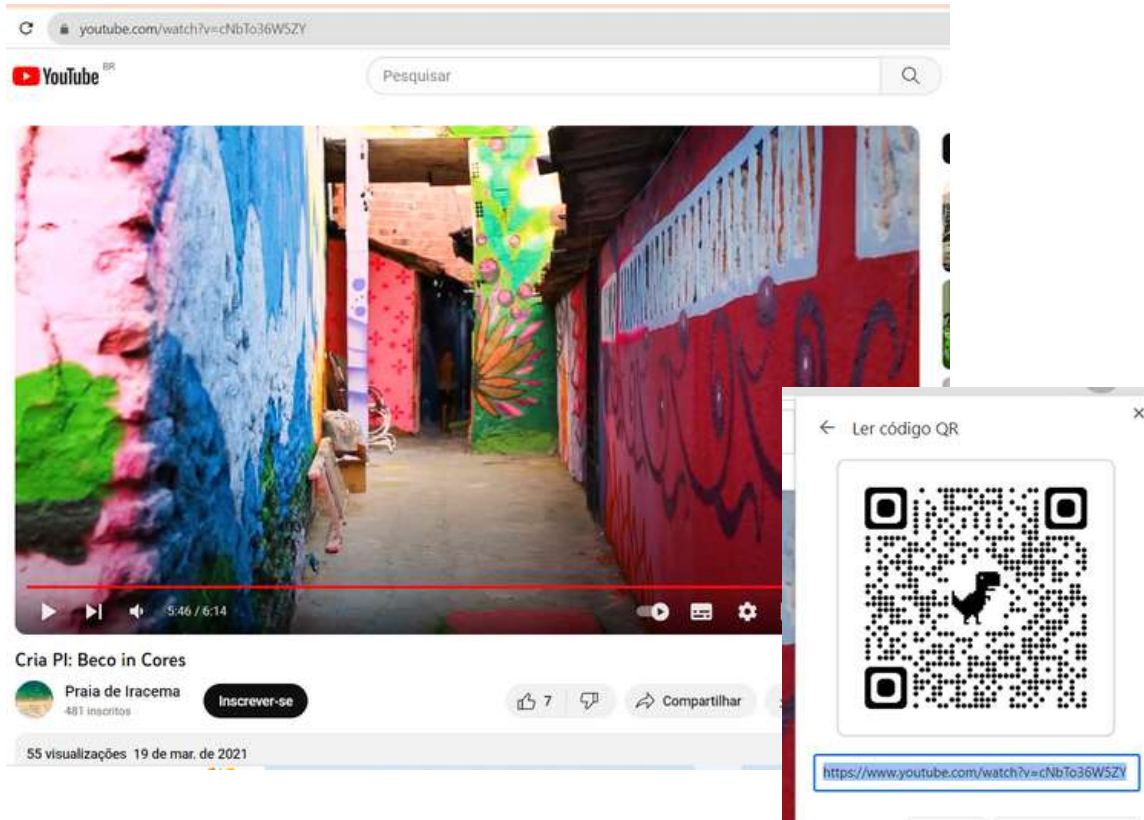 youtube.com/watch?v=cNbTo36W5ZY
YouTube BR
Pesquisar
5:46 / 6:14
Cria PI: Beco in Cores
Praia de Iracema
481 inscritos
Inscrever-se
7
Compartilhar
55 visualizações 19 de mar. de 2021
Ler código QR
https://www.youtube.com/watch?v=cNbTo36W5ZY